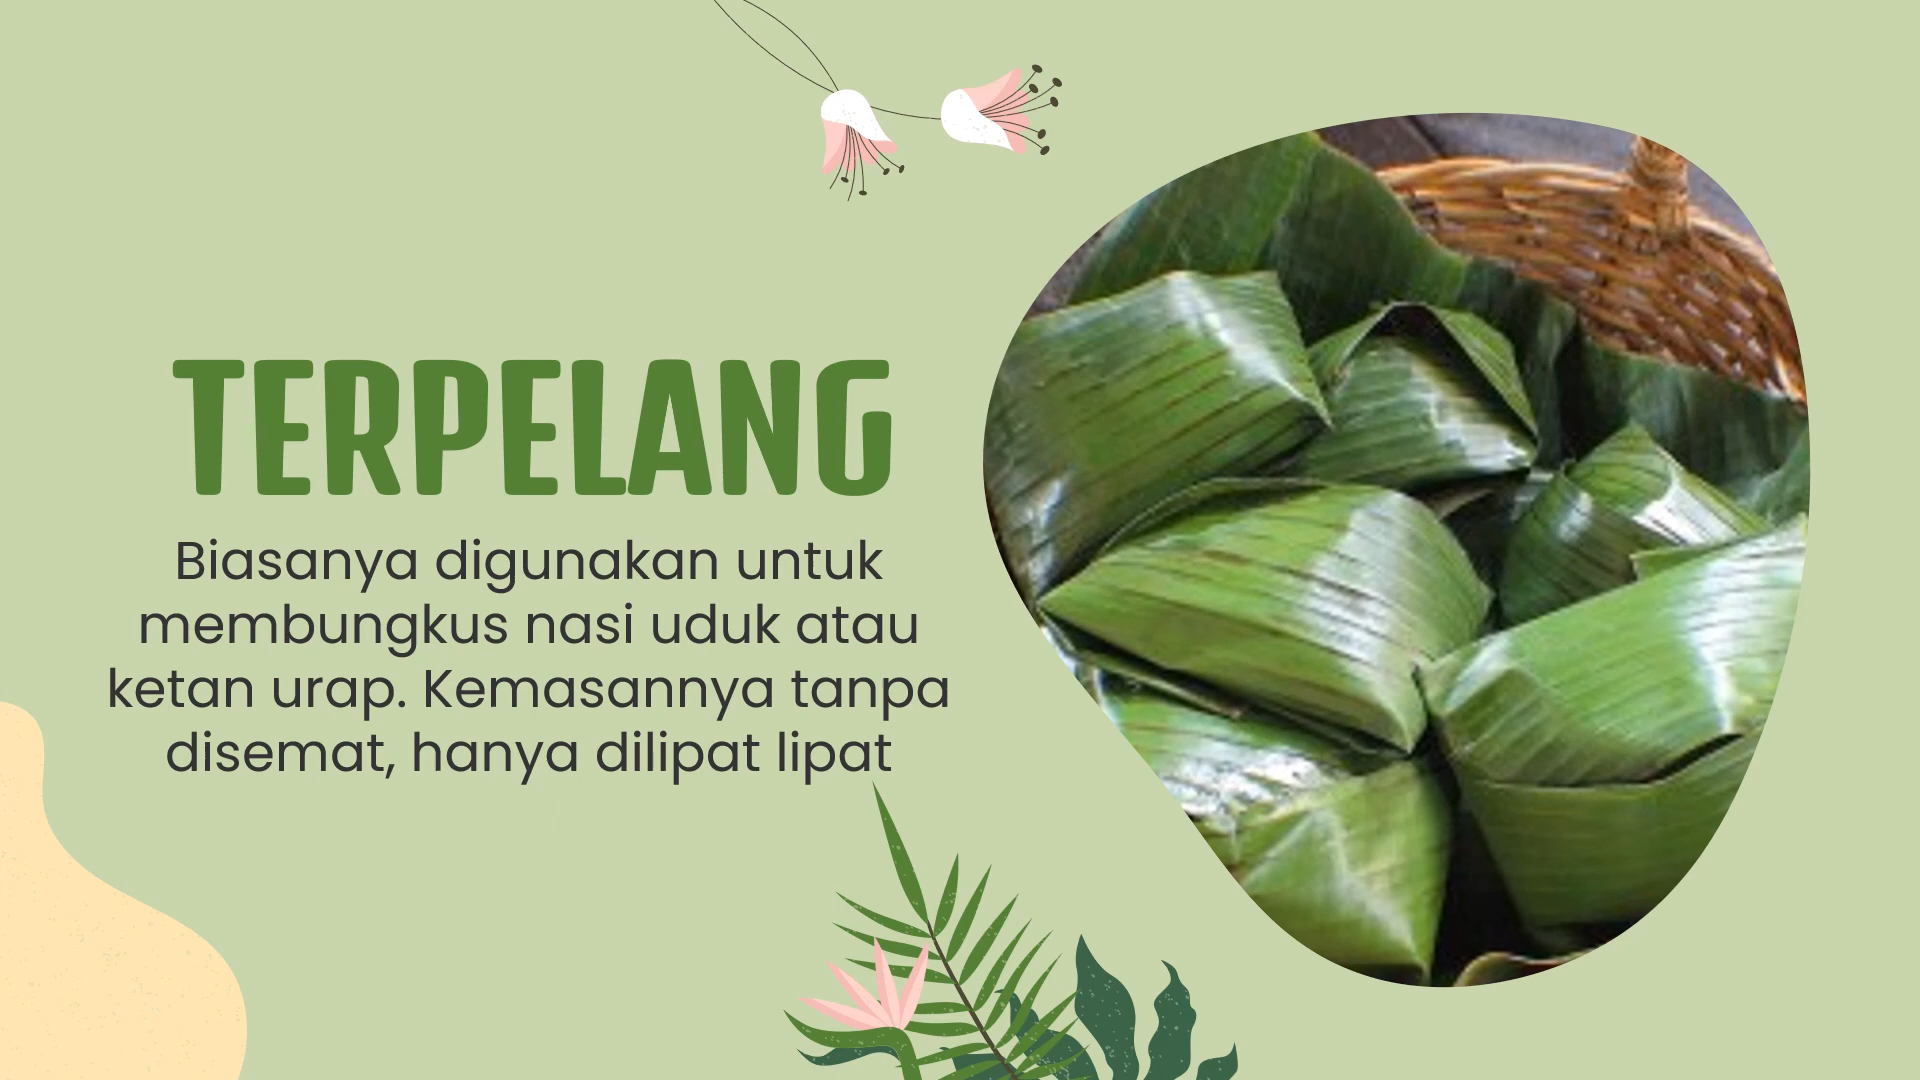 TERPELANG
Biasanya digunakan untuk
membungkus nasi uduk atau
ketan urap. Kemasannya tanpa
disemat, hanya dilipat lipat